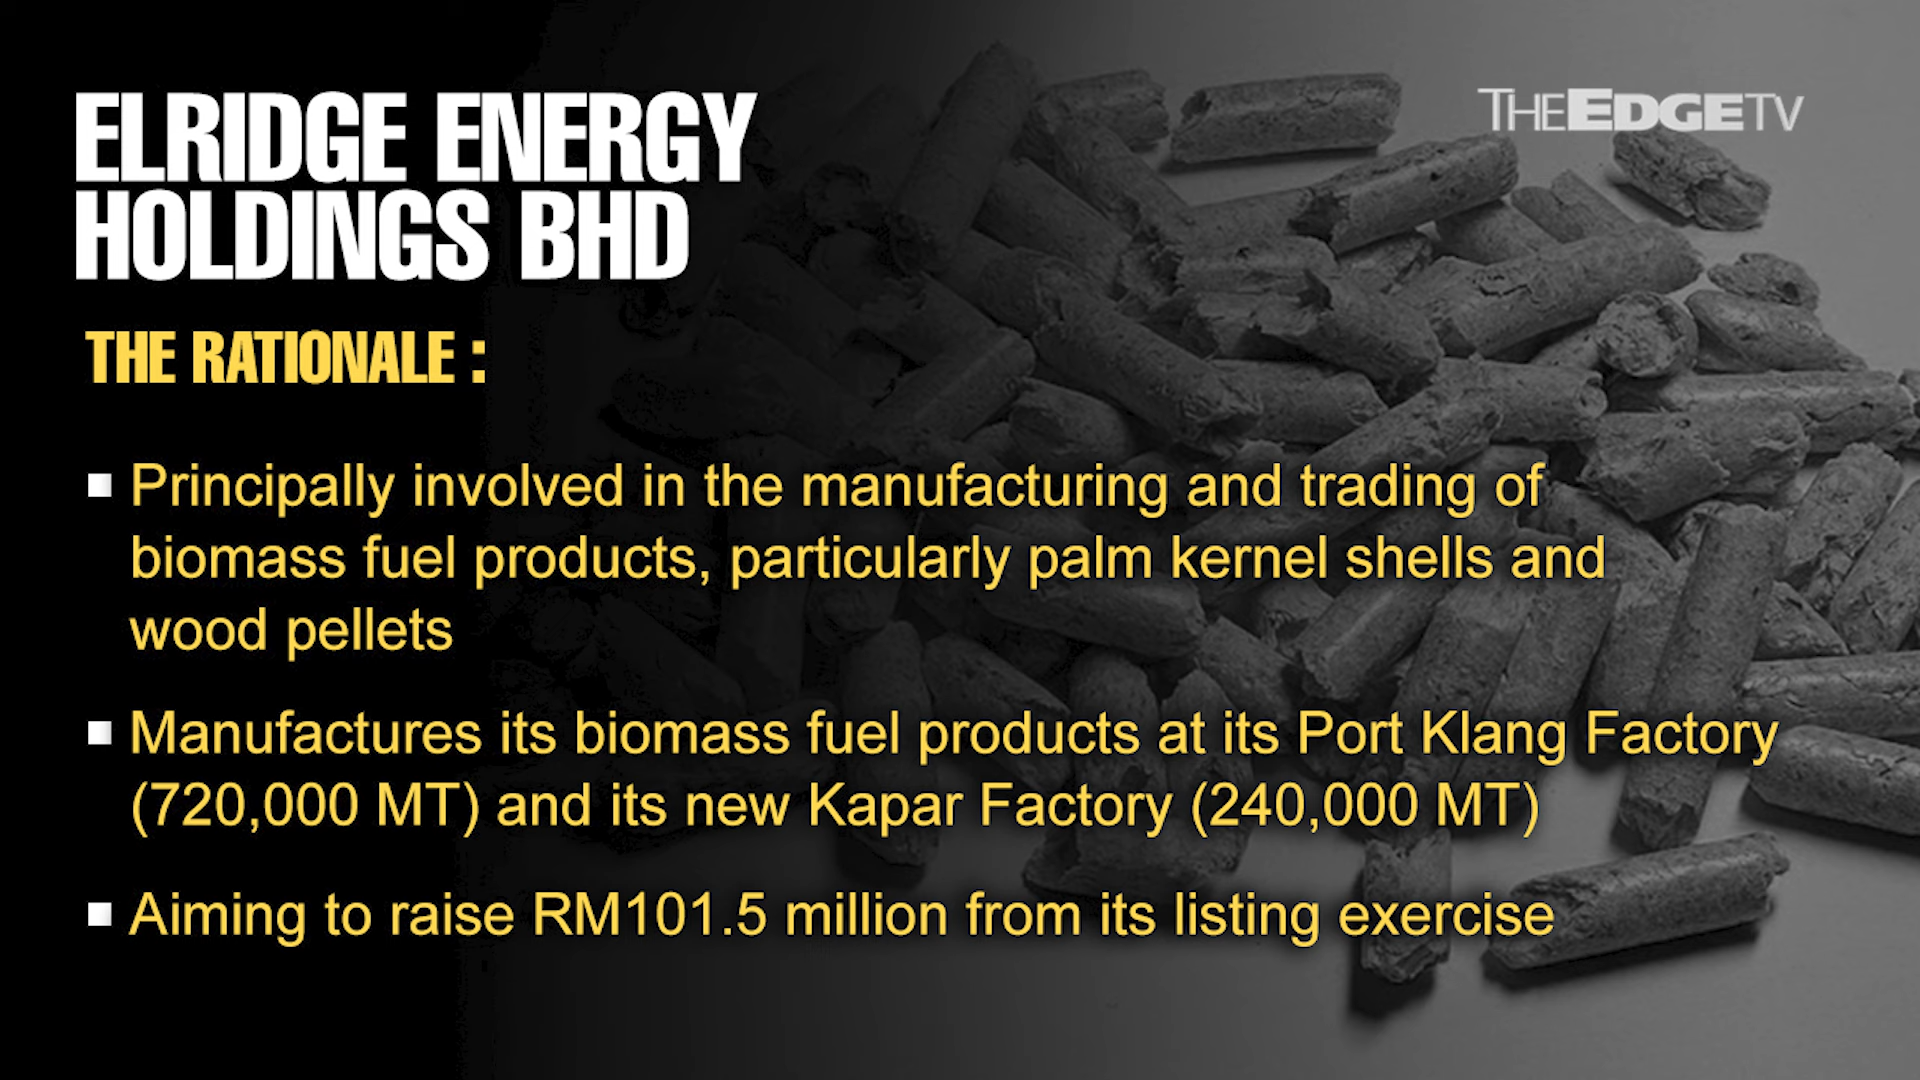 ELRIDGE ENERGY
HOLDINGS BHD
THEEDGETV
THE RATIONALE :
Principally involved in the manufacturing and trading of
biomass fuel products, particularly palm kernel shells and
wood pellets
Manufactures its biomass fuel products at its Port Klang Factory
(720,000 MT) and its new Kapar Factory (240,000 MT)
Aiming to raise RM101.5 million from its listing exercise